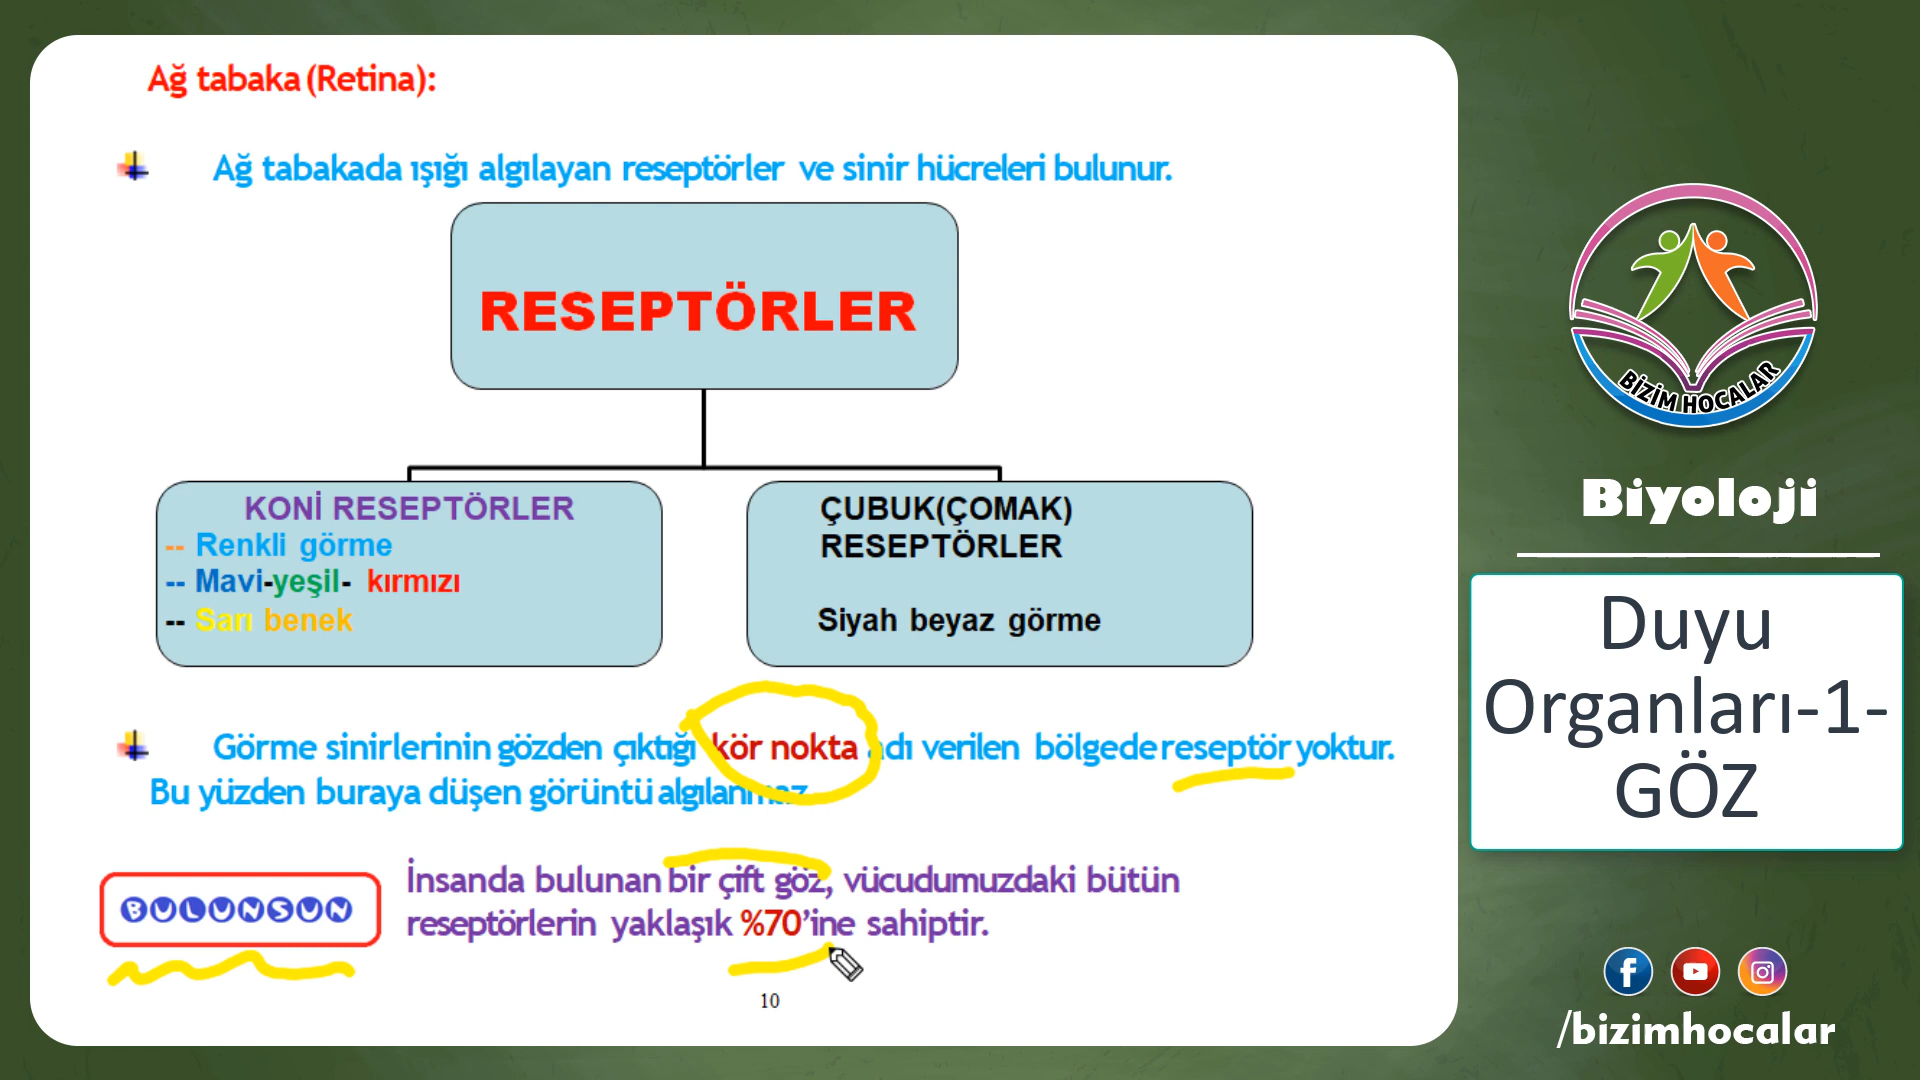 Ağ tabaka (Retina):
Ağ tabakada ışığı algılayan reseptörler ve sinir hücreleri bulunur.
RESEPTÖRLER
KONİ RESEPTÖRLER
-- Renkli görme
-- Mavi-yeşil- kırmızı
-- Sarı benek
ÇUBUK(ÇOMAK)
RESEPTÖRLER
Siyah beyaz görme
Görme sinirlerinin gözden çıktığı kör nokta adı verilen bölgede reseptör yoktur.
Bu yüzden buraya düşen görüntü algılanmaz
BULUNSUN
İnsanda bulunan bir çift göz, vücudumuzdaki bütün
reseptörlerin yaklaşık %70'ine sahiptir.
10
BİZİM HOCALAR
Biyoloji
Duyu
Organları-1-
GÖZ
/bizimhocalar